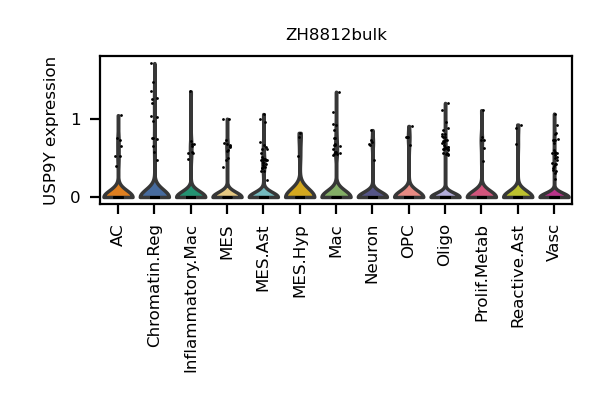 ZH8812bulk
USP9Y expression
1
0
AC
Chromatin.Reg
Inflammatory.Mac
MES
MES.Ast
MES.Hyp
Mac
Neuron
OPC
Oligo
Prolif.Metab
Reactive.Ast
Vasc